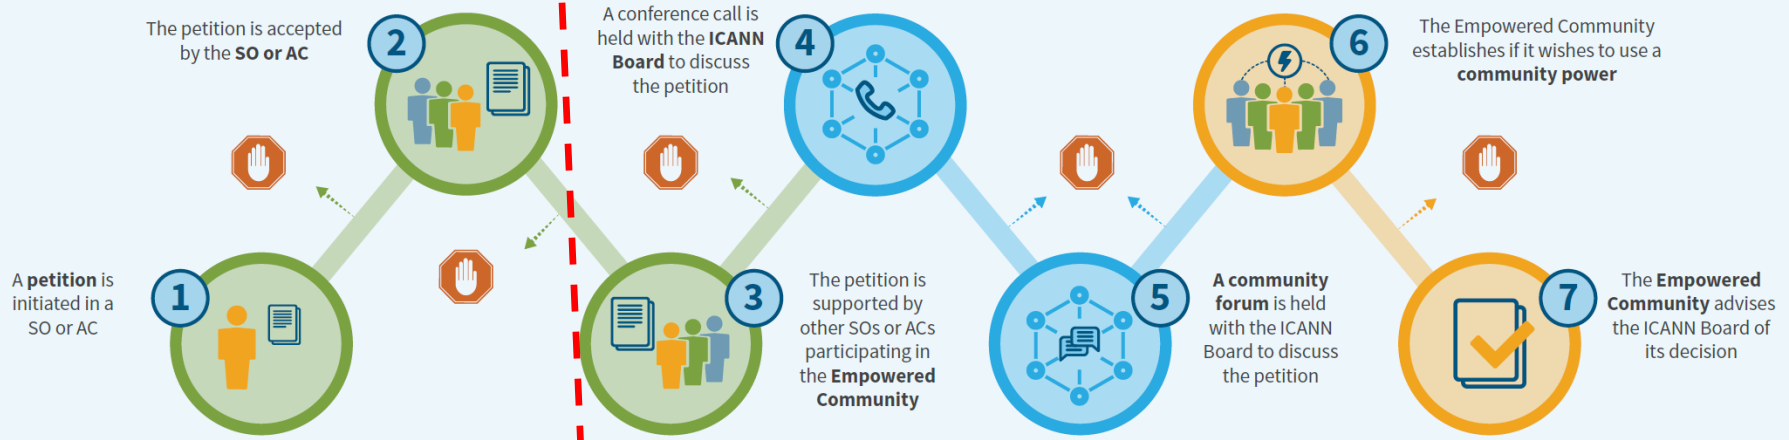 1
A petition is
initiated in a
SO or AC
2
The petition is accepted
by the SO or AC
3
The petition is
supported by
other SOs or ACs
participating in
the Empowered
Community
4
A conference call is
held with the ICANN
Board to discuss
the petition
5
A community
forum is held
with the ICANN
Board to discuss
the petition
6
The Empowered Community
establishes if it wishes to use a
community power
7
The Empowered
Community advises
the ICANN Board of
its decision